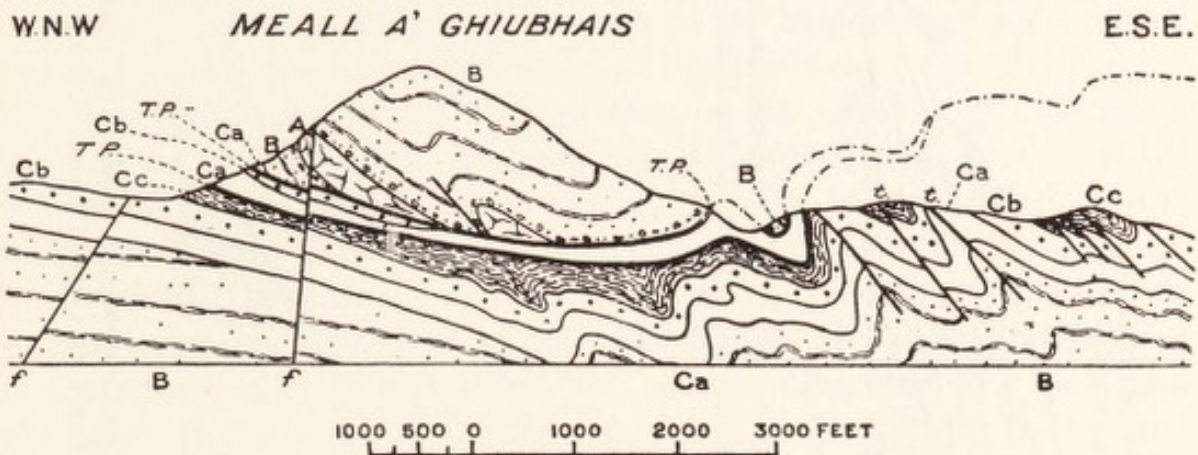 W.N.W MEALL A' GHIUBHAIS E.S.E.
B
T.P.
Cb Ca A
B
T.P.
Cb Cc Ca
T.P. B
t t Ca
Cb Cc
f B f Ca B
1000 500 0 1000 2000 3000 FEET